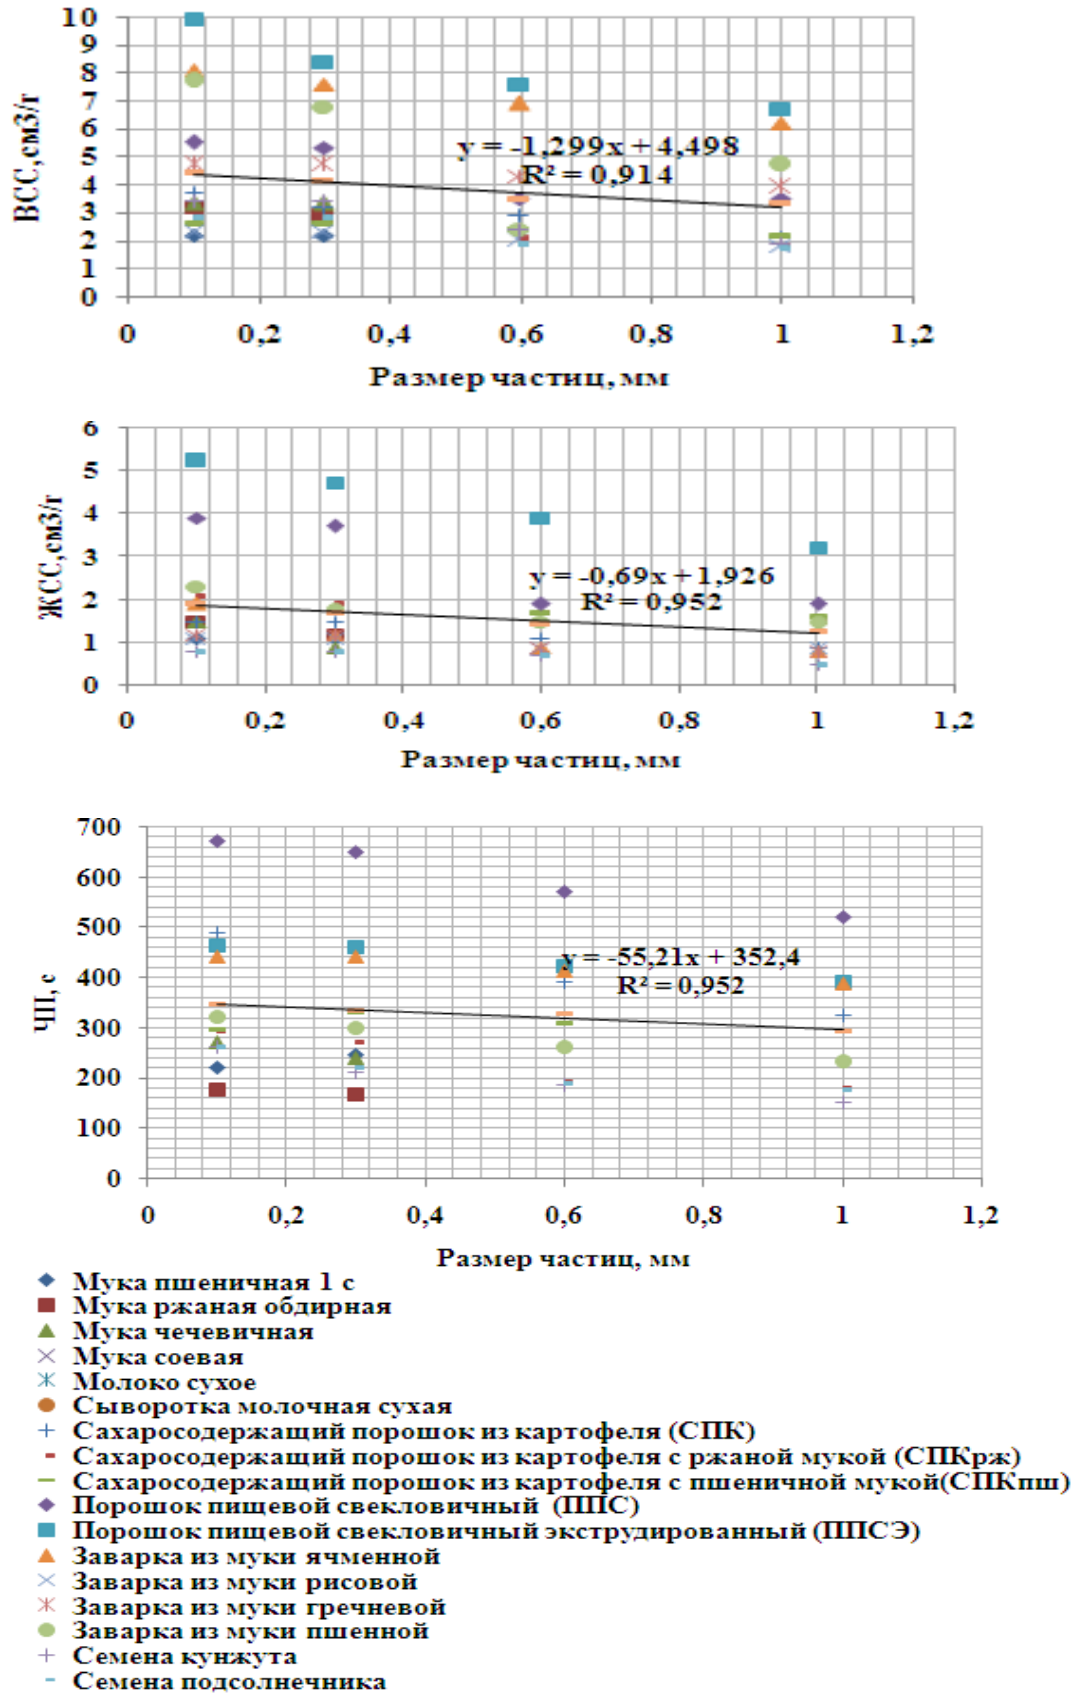 10
9
8
7
6
5
4
3
2
1
0
ВСС,см3/г
y = -1,299x + 4,498
R² = 0,914
0 0,2 0,4 0,6 0,8 1 1,2
Размер частиц, мм
6
5
4
3
2
1
0
ЖСС,см3/г
y = -0,69x + 1,926
R² = 0,952
0 0,2 0,4 0,6 0,8 1 1,2
Размер частиц, мм
700
600
500
400
300
200
100
0
ЧП, с
y = -55,21x + 352,4
R² = 0,952
0 0,2 0,4 0,6 0,8 1 1,2
Размер частиц, мм
Мука пшеничная 1 с
Мука ржаная обдирная
Мука чечевичная
Мука соевая
Молоко сухое
Сыворотка молочная сухая
Сахаросодержащий порошок из картофеля (СПК)
Сахаросодержащий порошок из картофеля с ржаной мукой (СПКрж)
Сахаросодержащий порошок из картофеля с пшеничной мукой(СПКпш)
Порошок пищевой свекловичный (ППС)
Порошок пищевой свекловичный экструдированный (ППСЭ)
Заварка из муки ячменной
Заварка из муки рисовой
Заварка из муки гречневой
Заварка из муки пшенной
Семена кунжута
Семена подсолнечника